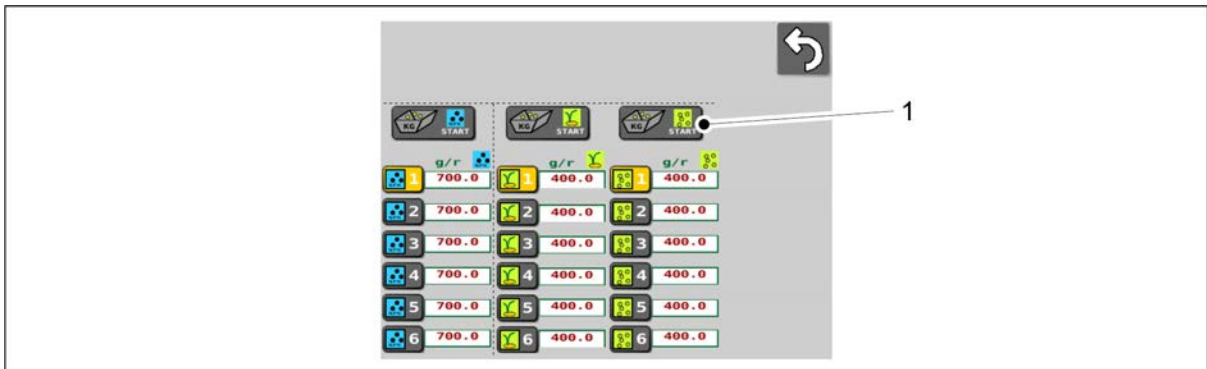 KG START KG START KG START 1
g/r g/r g/r
1 700.0 1 400.0 1 400.0
2 700.0 2 400.0 2 400.0
3 700.0 3 400.0 3 400.0
4 700.0 4 400.0 4 400.0
5 700.0 5 400.0 5 400.0
6 700.0 6 400.0 6 400.0